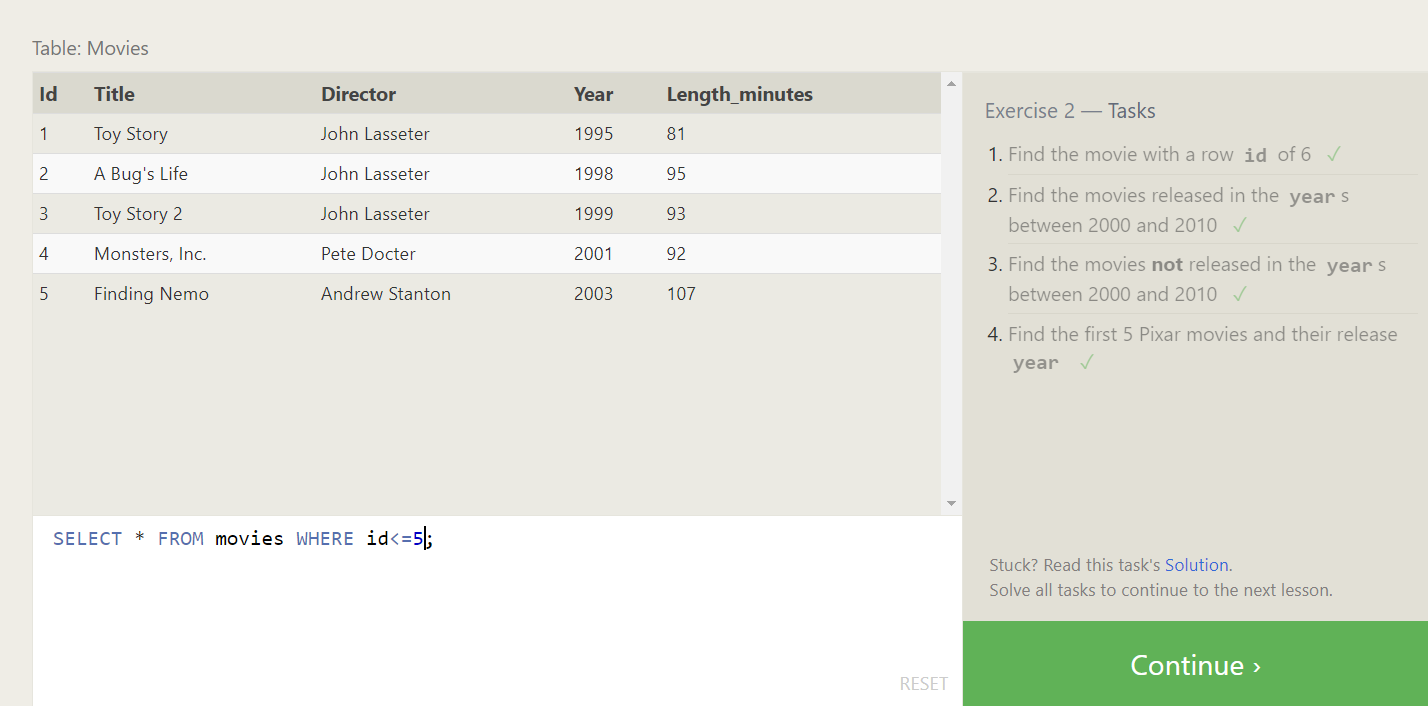 Table: Movies
Id Title Director Year Length_minutes
1 Toy Story John Lasseter 1995 81
2 A Bug's Life John Lasseter 1998 95
3 Toy Story 2 John Lasseter 1999 93
4 Monsters, Inc. Pete Docter 2001 92
5 Finding Nemo Andrew Stanton 2003 107
SELECT * FROM movies WHERE id<=5;
RESET
Exercise 2 — Tasks
1. Find the movie with a row id of 6 ✓
2. Find the movies released in the year s
between 2000 and 2010 ✓
3. Find the movies not released in the year s
between 2000 and 2010 ✓
4. Find the first 5 Pixar movies and their release
year ✓
Stuck? Read this task's Solution.
Solve all tasks to continue to the next lesson.
Continue ›